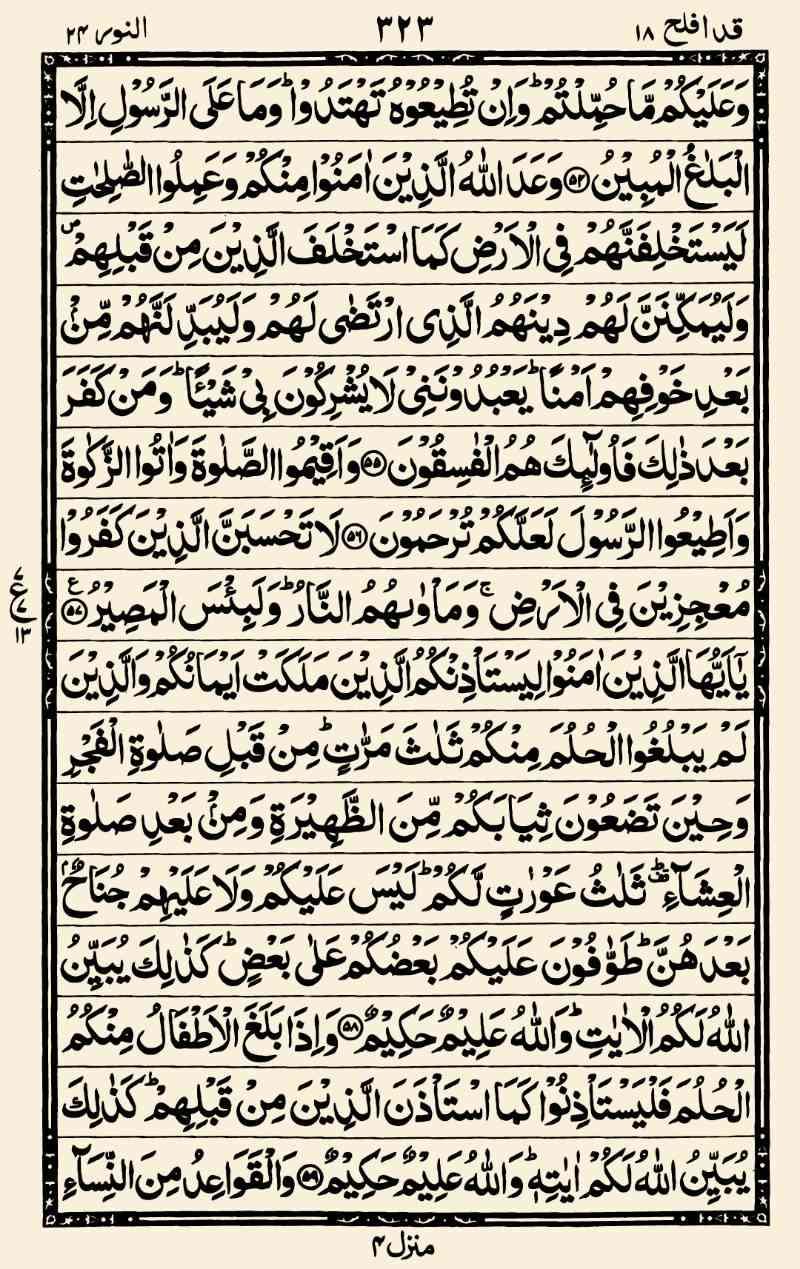 قد افلح ۱۸
۳۲۳
النور ۲۴
وَعَلَيْكُمْ مَّا حُمِّلْتُمْ ؕ وَاِنْ تُطِيْعُوْهُ تَهْتَدُوْا ؕ وَمَا عَلَى الرَّسُوْلِ اِلَّا
الْبَلٰغُ الْمُبِيْنُ ﴿۵۴﴾ وَعَدَ اللّٰهُ الَّذِيْنَ اٰمَنُوْا مِنْكُمْ وَعَمِلُوا الصّٰلِحٰتِ
لَيَسْتَخْلِفَنَّهُمْ فِى الْاَرْضِ كَمَا اسْتَخْلَفَ الَّذِيْنَ مِنْ قَبْلِهِمْ ۪
وَلَيُمَكِّنَنَّ لَهُمْ دِيْنَهُمُ الَّذِى ارْتَضٰى لَهُمْ وَلَيُبَدِّلَنَّهُمْ مِّنْۢ
بَعْدِ خَوْفِهِمْ اَمْنًا ؕ يَعْبُدُوْنَنِىْ لَا يُشْرِكُوْنَ بِىْ شَيْـًٔا ؕ وَمَنْ كَفَرَ
بَعْدَ ذٰلِكَ فَاُولٰٓئِكَ هُمُ الْفٰسِقُوْنَ ﴿۵۵﴾ وَاَقِيْمُوا الصَّلٰوةَ وَاٰتُوا الزَّكٰوةَ
وَاَطِيْعُوا الرَّسُوْلَ لَعَلَّكُمْ تُرْحَمُوْنَ ﴿۵۶﴾ لَا تَحْسَبَنَّ الَّذِيْنَ كَفَرُوْا
مُعْجِزِيْنَ فِى الْاَرْضِ ۚ وَمَاْوٰٮهُمُ النَّارُ ؕ وَلَبِئْسَ الْمَصِيْرُ ﴿۵۷﴾ ع
۷
ع
۷
۱۳
يٰۤاَيُّهَا الَّذِيْنَ اٰمَنُوْا لِيَسْتَاْذِنْكُمُ الَّذِيْنَ مَلَكَتْ اَيْمَانُكُمْ وَالَّذِيْنَ
لَمْ يَبْلُغُوا الْحُلُمَ مِنْكُمْ ثَلٰثَ مَرّٰتٍ ؕ مِنْ قَبْلِ صَلٰوةِ الْفَجْرِ
وَحِيْنَ تَضَعُوْنَ ثِيَابَكُمْ مِّنَ الظَّهِيْرَةِ وَمِنْۢ بَعْدِ صَلٰوةِ
الْعِشَآءِ ؕ ثَلٰثُ عَوْرٰتٍ لَّكُمْ ؕ لَيْسَ عَلَيْكُمْ وَلَا عَلَيْهِمْ جُنَاحٌۢ
بَعْدَهُنَّ ؕ طَوّٰفُوْنَ عَلَيْكُمْ بَعْضُكُمْ عَلٰى بَعْضٍ ؕ كَذٰلِكَ يُبَيِّنُ
اللّٰهُ لَكُمُ الْاٰيٰتِ ؕ وَاللّٰهُ عَلِيْمٌ حَكِيْمٌ ﴿۵۸﴾ وَاِذَا بَلَغَ الْاَطْفَالُ مِنْكُمُ
الْحُلُمَ فَلْيَسْتَاْذِنُوْا كَمَا اسْتَاْذَنَ الَّذِيْنَ مِنْ قَبْلِهِمْ ؕ كَذٰلِكَ
يُبَيِّنُ اللّٰهُ لَكُمْ اٰيٰتِهٖ ؕ وَاللّٰهُ عَلِيْمٌ حَكِيْمٌ ﴿۵۹﴾ وَالْقَوَاعِدُ مِنَ النِّسَآءِ
منزل ۴